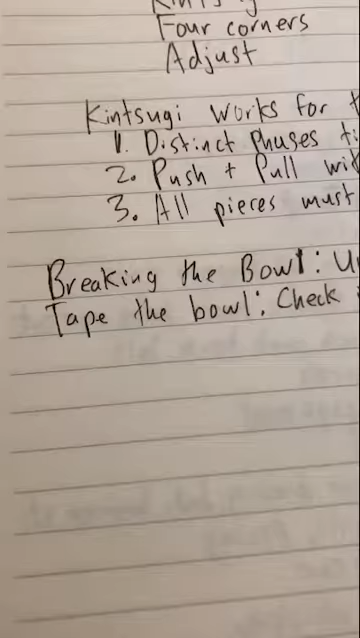 Four corners
Adjust
Kintsugi Works for
1. Distinct Phases
2. Push + Pull
3. All pieces must
Breaking the Bowl:
Tape the bowl: Check